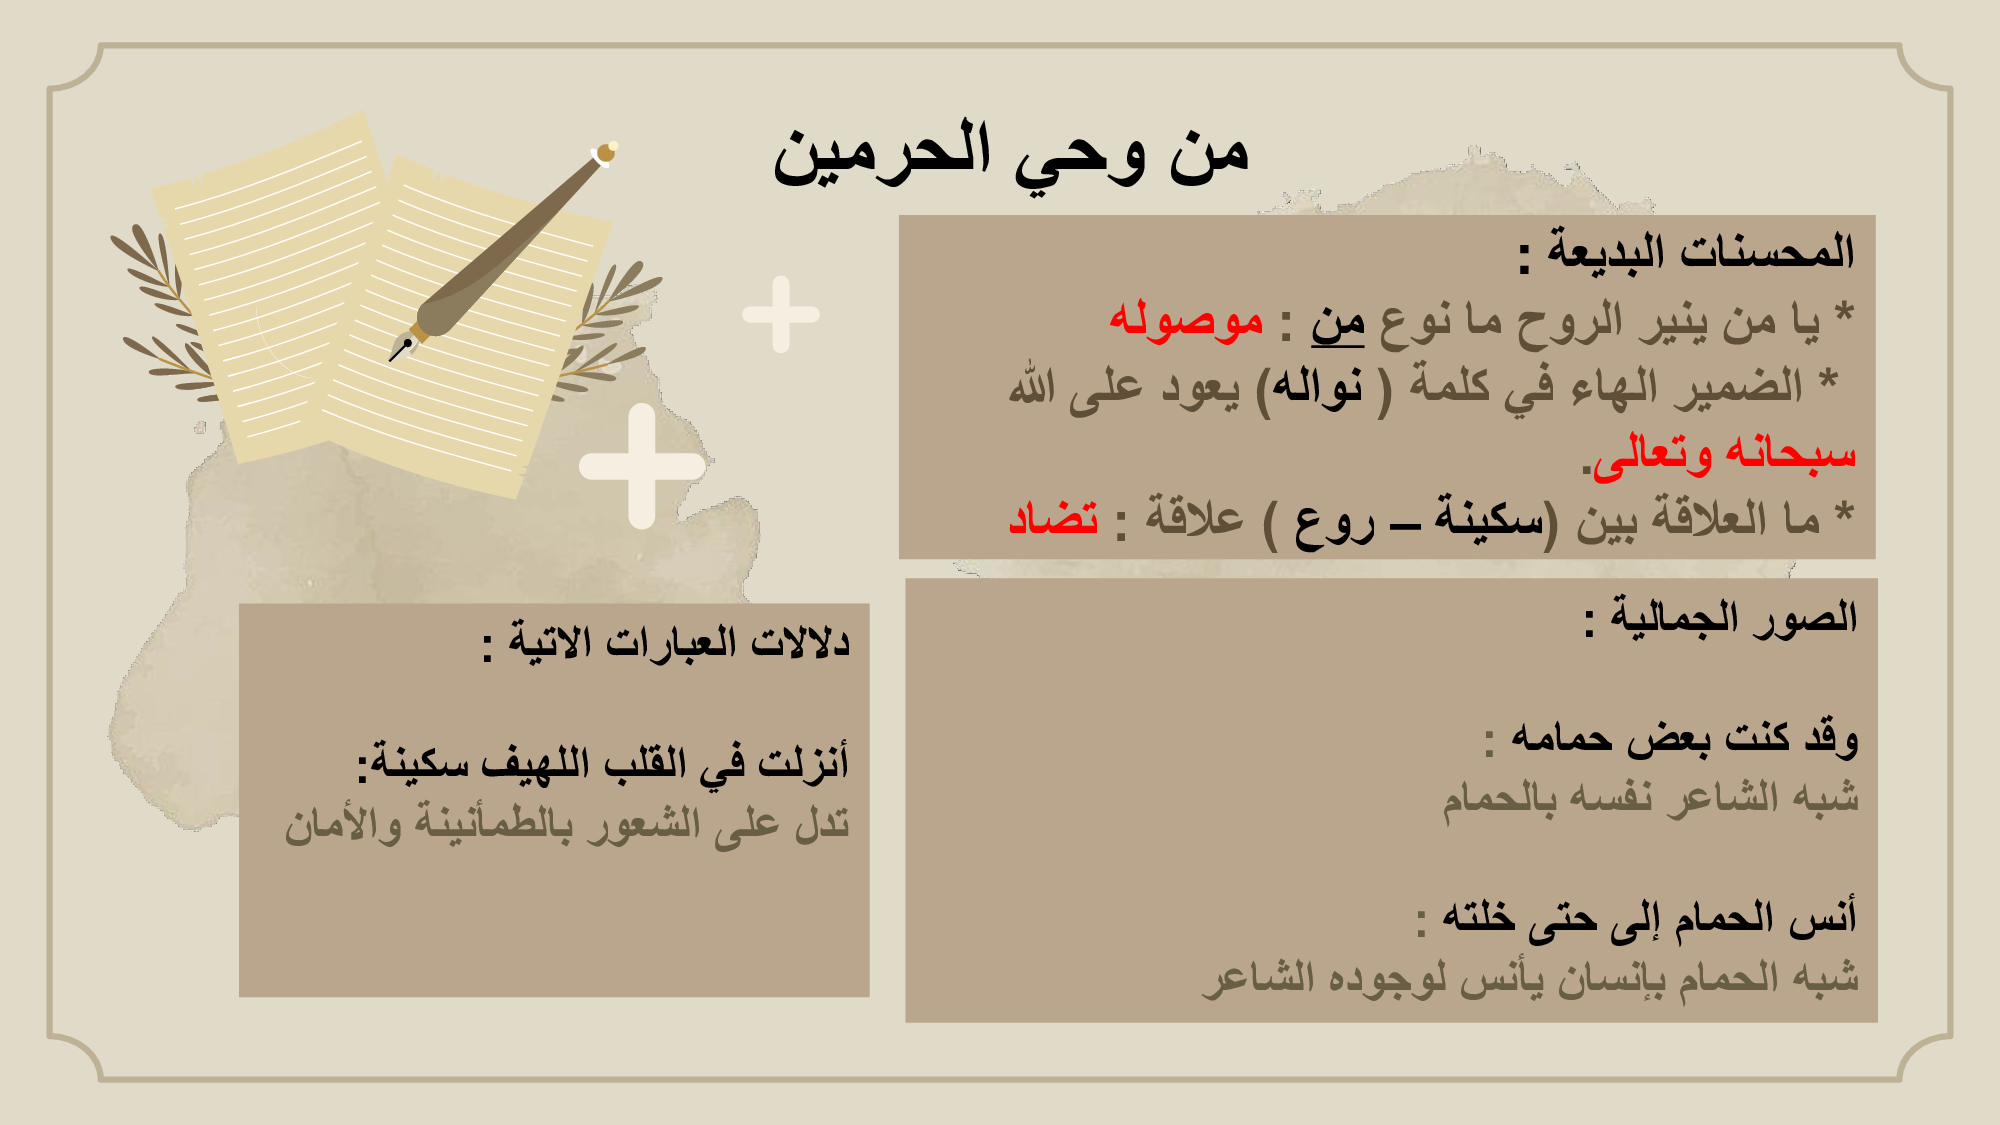 من وحي الحرمين
المحسنات البديعة :
* يا من ينير الروح ما نوع من : موصوله
* الضمير الهاء في كلمة ( نواله) يعود على الله
سبحانه وتعالى.
* ما العلاقة بين (سكينة – روع ) علاقة : تضاد
الصور الجمالية :
وقد كنت بعض حمامه :
شبه الشاعر نفسه بالحمام
أنس الحمام إلى حتى خلته :
شبه الحمام بإنسان يأنس لوجوده الشاعر
دلالات العبارات الاتية :
أنزلت في القلب اللهيف سكينة:
تدل على الشعور بالطمأنينة والأمان